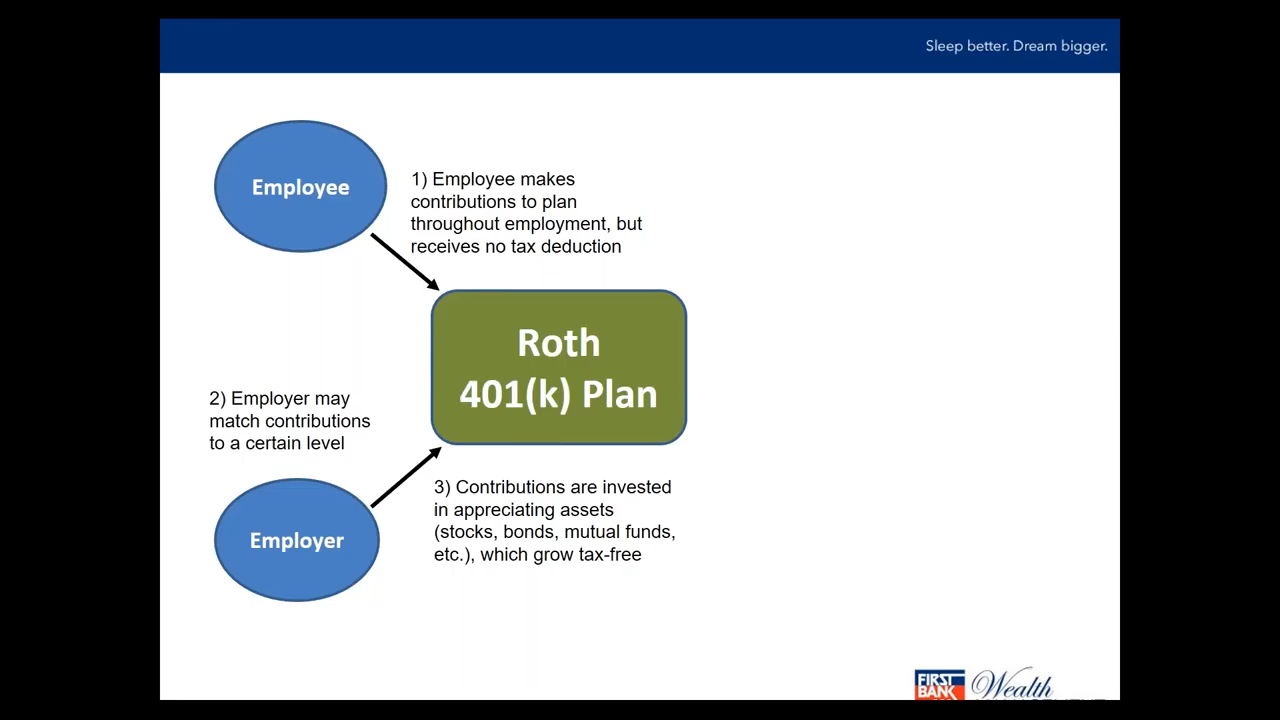 Sleep better. Dream bigger.
Employee
1) Employee makes
contributions to plan
throughout employment, but
receives no tax deduction
Roth
401(k) Plan
2) Employer may
match contributions
to a certain level
Employer
3) Contributions are invested
in appreciating assets
(stocks, bonds, mutual funds,
etc.), which grow tax-free
FIRST
BANK
Wealth